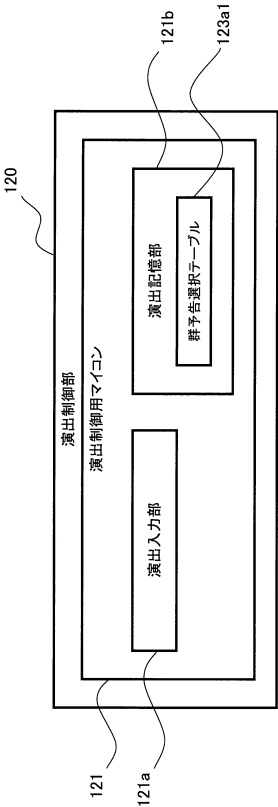 120
演出制御部
演出制御用マイコン
121
演出入力部
121a
演出記憶部
121b
群予告選択テーブル
123a1